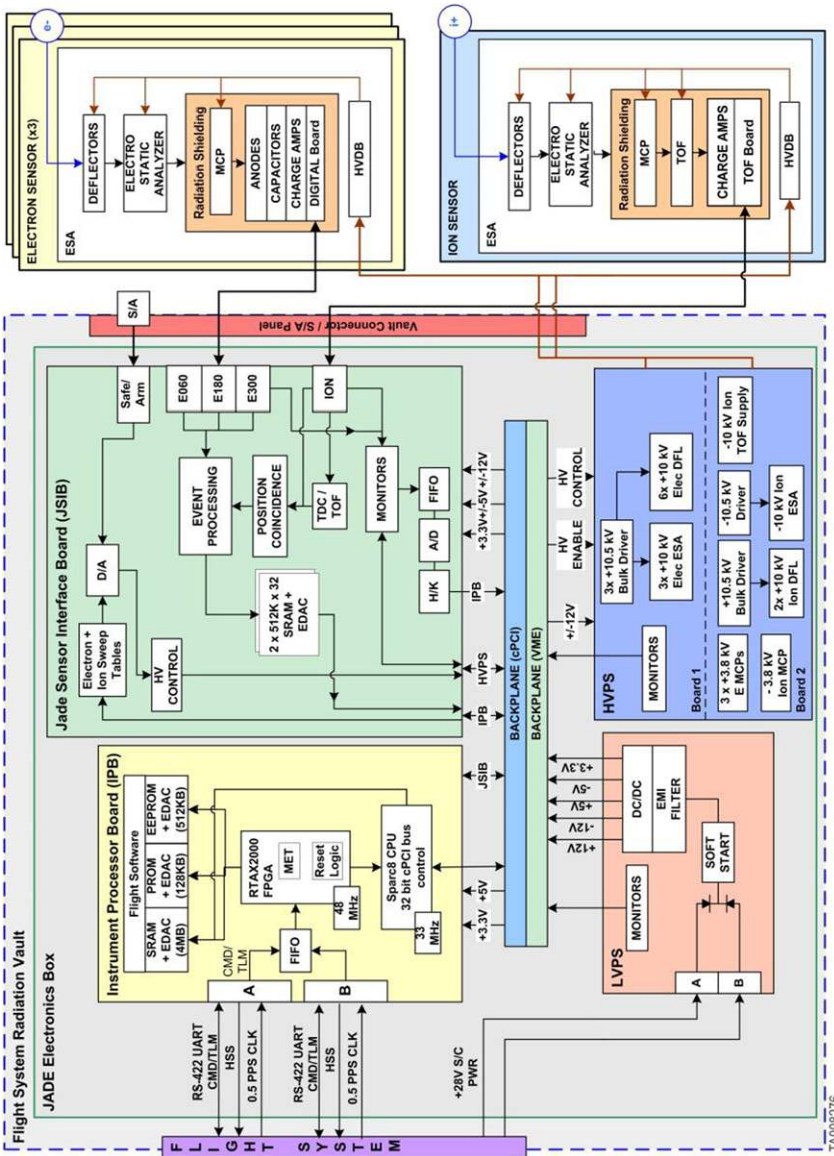 Flight System Radiation Vault
JADE Electronics Box
FLIGHT SYSTEM
RS-422 UART
CMD/TLM
HSS
0.5 PPS CLK
RS-422 UART
CMD/TLM
HSS
0.5 PPS CLK
+28V S/C
PWR
Instrument Processor Board (IPB)
Flight Software
SRAM
+ EDAC
(4MB)
PROM
+ EDAC
(128KB)
EEPROM
+ EDAC
(512KB)
A
B
CMD/
TLM
FIFO
RTAX2000
FPGA
MET
Reset
Logic
48
MHz
Sparc8 CPU
32 bit cPCI bus
control
33
MHz
+3.3V
+5V
JSIB
Jade Sensor Interface Board (JSIB)
Electron +
Ion Sweep
Tables
D/A
Safe/
Arm
HV
CONTROL
2 x 512K x 32
SRAM +
EDAC
EVENT
PROCESSING
E060
E180
E300
POSITION
COINCIDENCE
ION
TDC /
TOF
MONITORS
FIFO
A/D
H/K
IPB
HVPS
IPB
+3.3V
+/-5V
+/-12V
BACKPLANE (cPCI)
BACKPLANE (VME)
LVPS
A
B
MONITORS
SOFT
START
DC/DC
EMI
FILTER
+12V
-12V
+5V
-5V
+3.3V
+/-12V
HV
ENABLE
HV
CONTROL
HVPS
MONITORS
Board 1
3x +10.5 kV
Bulk Driver
3x +10 kV
Elec ESA
6x +10 kV
Elec DFL
Board 2
3 x +3.8 kV
E MCPs
- 3.8 kV
Ion MCP
+10.5 kV
Bulk Driver
2x +10 kV
Ion DFL
-10.5 kV
Driver
-10 kV Ion
ESA
-10 kV Ion
TOF Supply
S/A
Vault Connector / S/A Panel
ELECTRON SENSOR (x3)
e-
ESA
DEFLECTORS
ELECTRO
STATIC
ANALYZER
Radiation Shielding
MCP
ANODES
CAPACITORS
CHARGE AMPS
DIGITAL Board
HVDB
ION SENSOR
i+
ESA
DEFLECTORS
ELECTRO
STATIC
ANALYZER
Radiation Shielding
MCP
TOF
CHARGE AMPS
TOF Board
HVDB